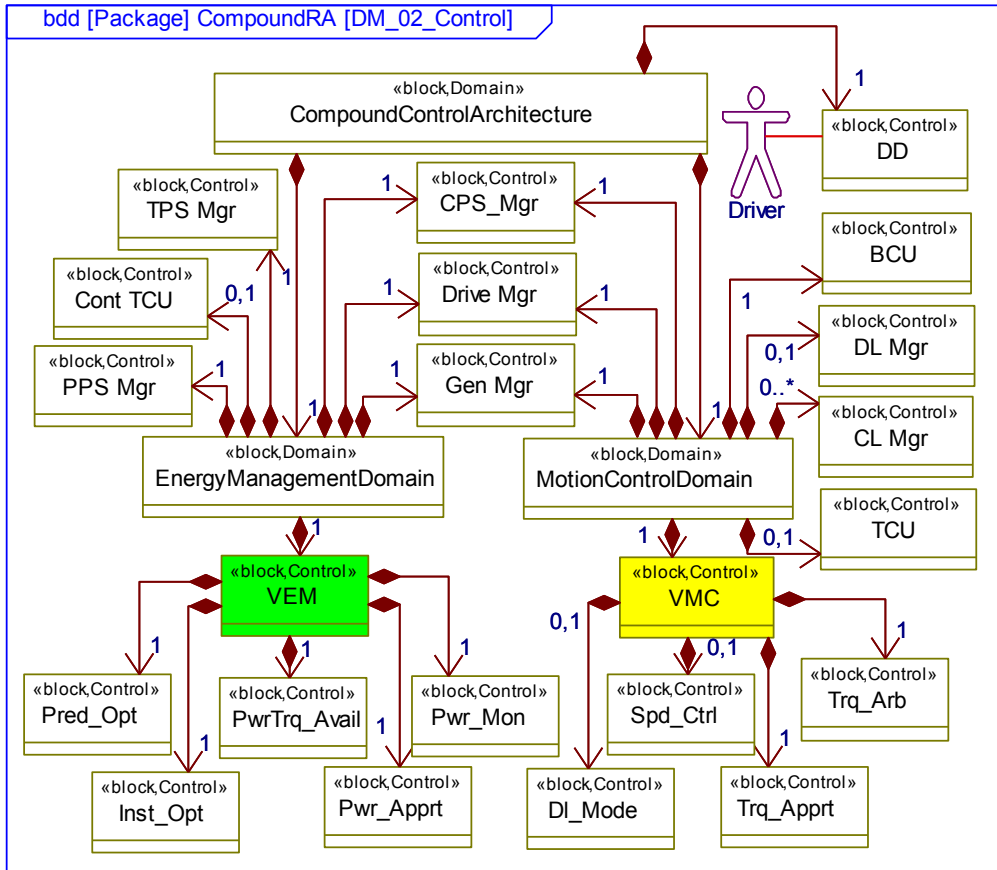 bdd [Package] CompoundRA [DM_02_Control]
«block,Domain»
CompoundControlArchitecture
1
«block,Control»
DD
Driver
«block,Control»
TPS Mgr
1
«block,Control»
CPS_Mgr
1
1
«block,Control»
BCU
1
«block,Control»
Cont TCU
0,1
«block,Control»
Drive Mgr
1
1
«block,Control»
DL Mgr
0,1
«block,Control»
PPS Mgr
1
«block,Control»
Gen Mgr
1
1
«block,Control»
CL Mgr
0..*
1
«block,Domain»
EnergyManagementDomain
1
«block,Domain»
MotionControlDomain
«block,Control»
TCU
0,1
1
«block,Control»
VEM
1
«block,Control»
VMC
1
1
1
0,1
0,1
1
«block,Control»
Pred_Opt
«block,Control»
PwrTrq_Avail
«block,Control»
Pwr_Mon
«block,Control»
Spd_Ctrl
«block,Control»
Trq_Arb
1
1
1
«block,Control»
Inst_Opt
«block,Control»
Pwr_Apprt
«block,Control»
DI_Mode
«block,Control»
Trq_Apprt